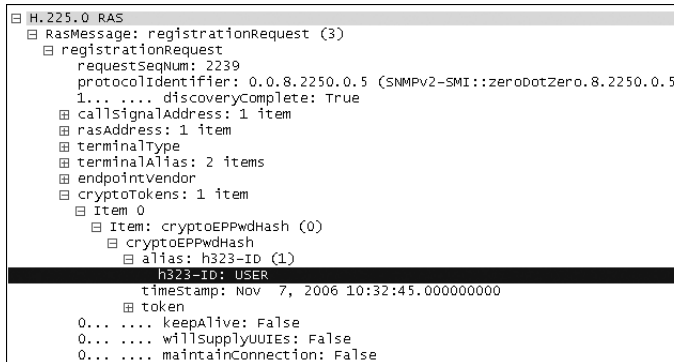 H.225.0 RAS
RasMessage: registrationRequest (3)
registrationRequest
requestSeqNum: 2239
protocolIdentifier: 0.0.8.2250.0.5 (SNMPv2-SMI::zeroDotZero.8.2250.0.5
1... .... discoveryComplete: True
callSignalAddress: 1 item
rasAddress: 1 item
terminalType
terminalAlias: 2 items
endpointVendor
cryptoTokens: 1 item
Item 0
Item: cryptoEPPwdHash (0)
cryptoEPPwdHash
alias: h323-ID (1)
h323-ID: USER
timeStamp: Nov  7, 2006 10:32:45.000000000
token
0... .... keepAlive: False
0... .... willSupplyUUIEs: False
0... .... maintainConnection: False